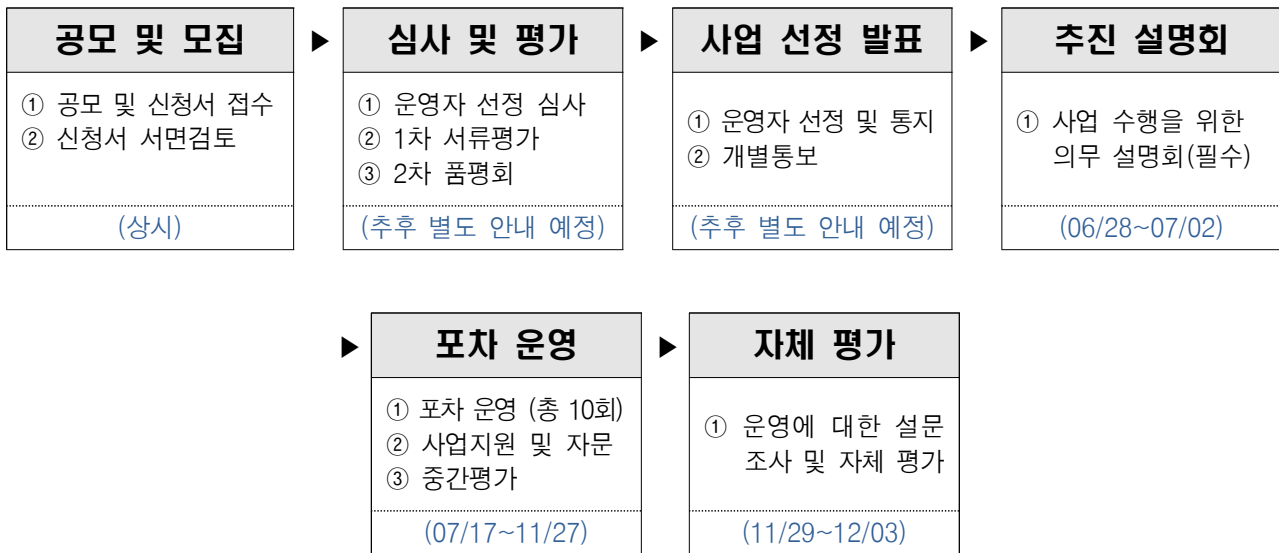 공모 및 모집
① 공모 및 신청서 접수
② 신청서 서면검토
(상시)
▶
심사 및 평가
① 운영자 선정 심사
② 1차 서류평가
③ 2차 품평회
(추후 별도 안내 예정)
▶
사업 선정 발표
① 운영자 선정 및 통지
② 개별통보
(추후 별도 안내 예정)
▶
추진 설명회
① 사업 수행을 위한
의무 설명회(필수)
(06/28~07/02)
▶
포차 운영
① 포차 운영 (총 10회)
② 사업지원 및 자문
③ 중간평가
(07/17~11/27)
▶
자체 평가
① 운영에 대한 설문
조사 및 자체 평가
(11/29~12/03)